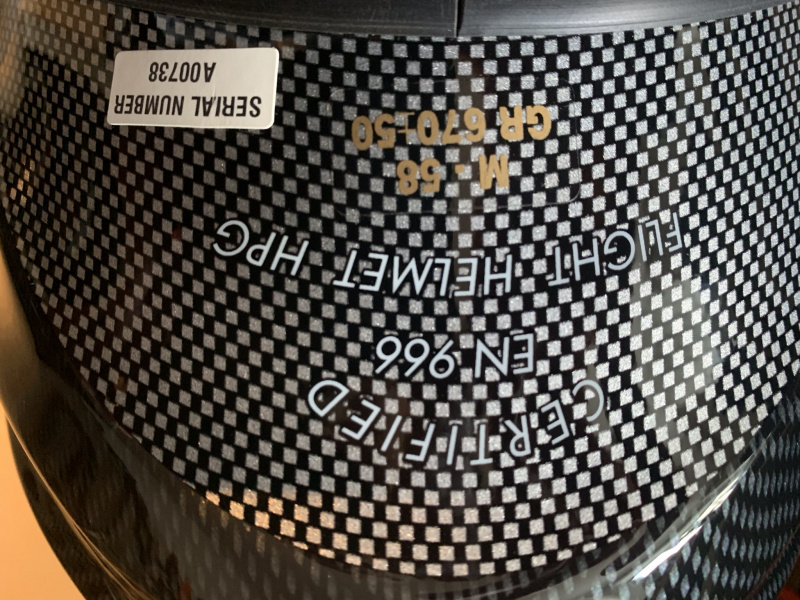 CERTIFIED
EN 966
FLIGHT HELMET HPG
M - 58
GR 670±50
SERIAL NUMBER
A00738